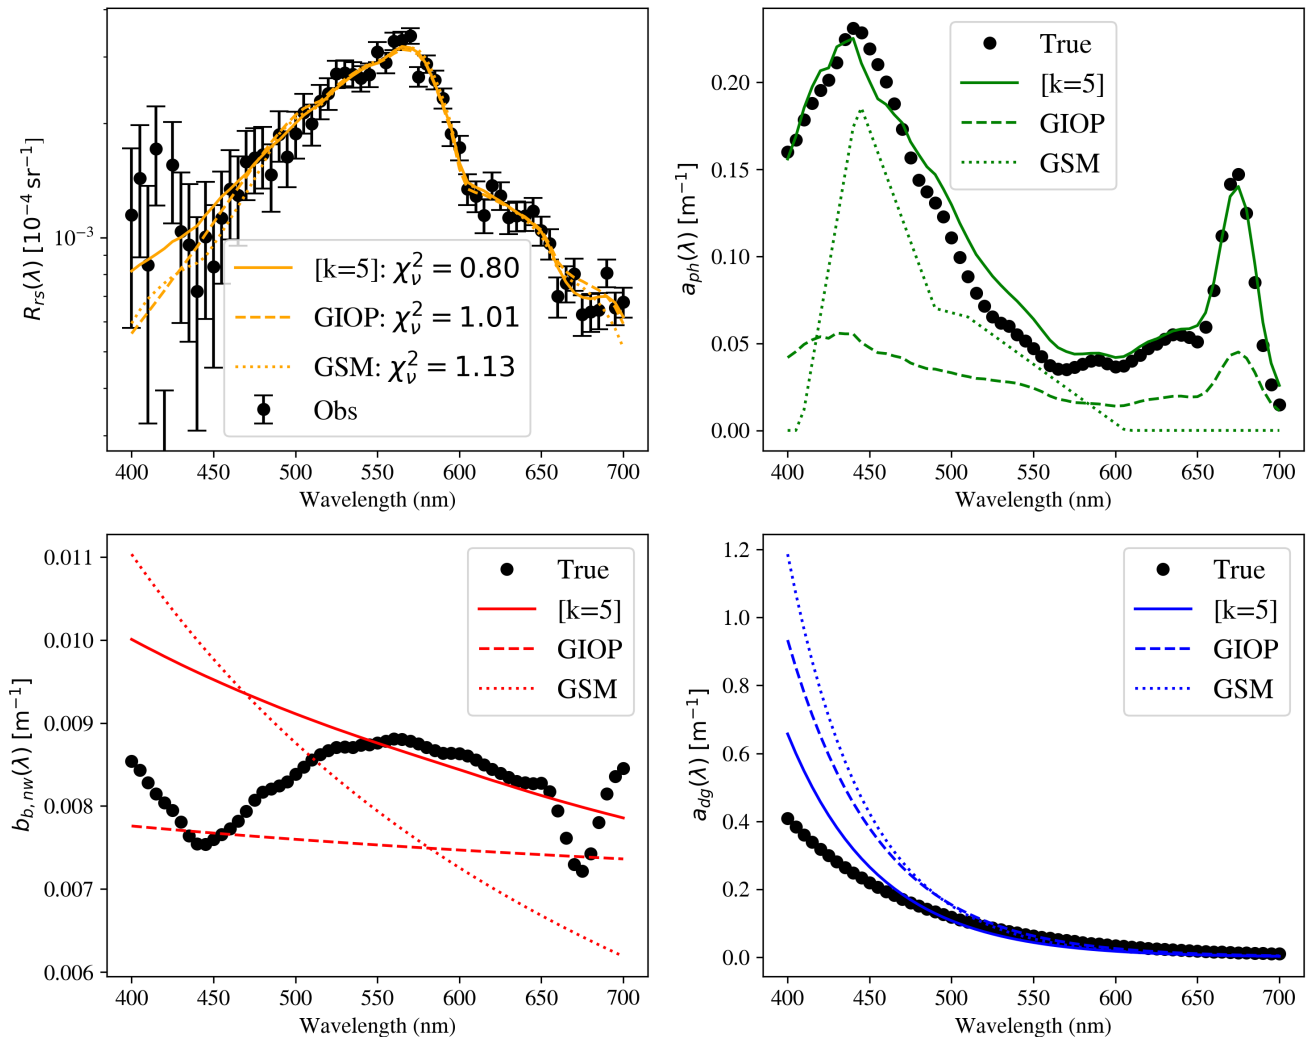 R_rs(λ) [10⁻⁴ sr⁻¹]
10⁻³
[k=5]: χ²_ν = 0.80
GIOP: χ²_ν = 1.01
GSM: χ²_ν = 1.13
Obs
400 450 500 550 600 650 700
Wavelength (nm)
a_ph(λ) [m⁻¹]
0.20
0.15
0.10
0.05
0.00
True
[k=5]
GIOP
GSM
400 450 500 550 600 650 700
Wavelength (nm)
b_b,nw(λ) [m⁻¹]
0.011
0.010
0.009
0.008
0.007
0.006
True
[k=5]
GIOP
GSM
400 450 500 550 600 650 700
Wavelength (nm)
a_dg(λ) [m⁻¹]
1.2
1.0
0.8
0.6
0.4
0.2
0.0
True
[k=5]
GIOP
GSM
400 450 500 550 600 650 700
Wavelength (nm)